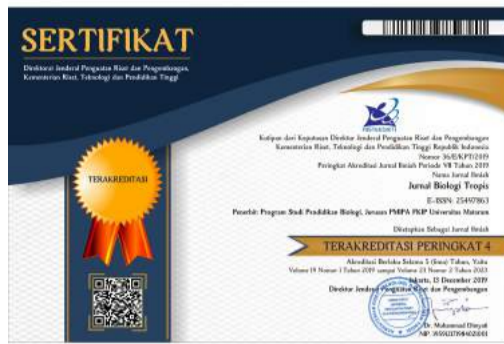 SERTIFIKAT
Direktorat Jenderal Penguatan Riset dan Pengembangan,
Kementerian Riset, Teknologi dan Pendidikan Tinggi
TERAKREDITASI
RISTEKDIKTI
Kutipan dari Keputusan Direktur Jenderal Penguatan Riset dan Pengembangan
Kementerian Riset, Teknologi dan Pendidikan Tinggi Republik Indonesia
Nomor 36/E/KPT/2019
Peringkat Akreditasi Jurnal Ilmiah Periode VII Tahun 2019
Nama Jurnal Ilmiah
Jurnal Biologi Tropis
E-ISSN: 25497863
Penerbit: Program Studi Pendidikan Biologi, Jurusan PMIPA FKIP Universitas Mataram
Ditetapkan Sebagai Jurnal Ilmiah
TERAKREDITASI PERINGKAT 4
Akreditasi Berlaku Selama 5 (lima) Tahun, Yaitu
Volume 19 Nomor 1 Tahun 2019 sampai Volume 23 Nomor 2 Tahun 2023
Jakarta, 13 Desember 2019
Direktur Jenderal Penguatan Riset dan Pengembangan
Dr. Muhammad Dimyati
NIP. 195912171984021001